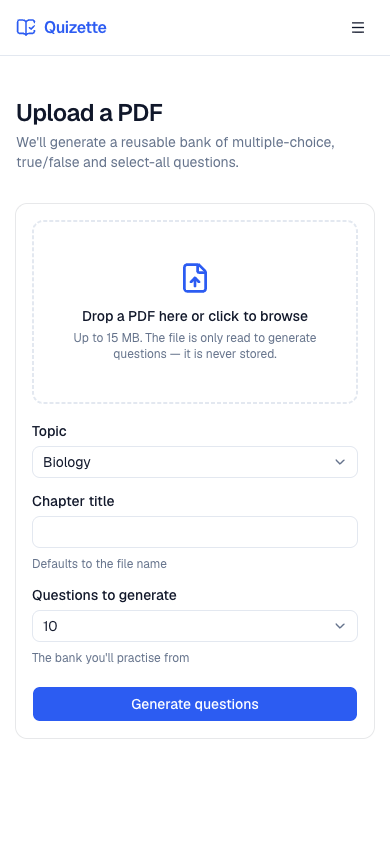 Quizette
Upload a PDF
We'll generate a reusable bank of multiple-choice,
true/false and select-all questions.
Drop a PDF here or click to browse
Up to 15 MB. The file is only read to generate
questions — it is never stored.
Topic
Biology
Chapter title
Defaults to the file name
Questions to generate
10
The bank you'll practise from
Generate questions